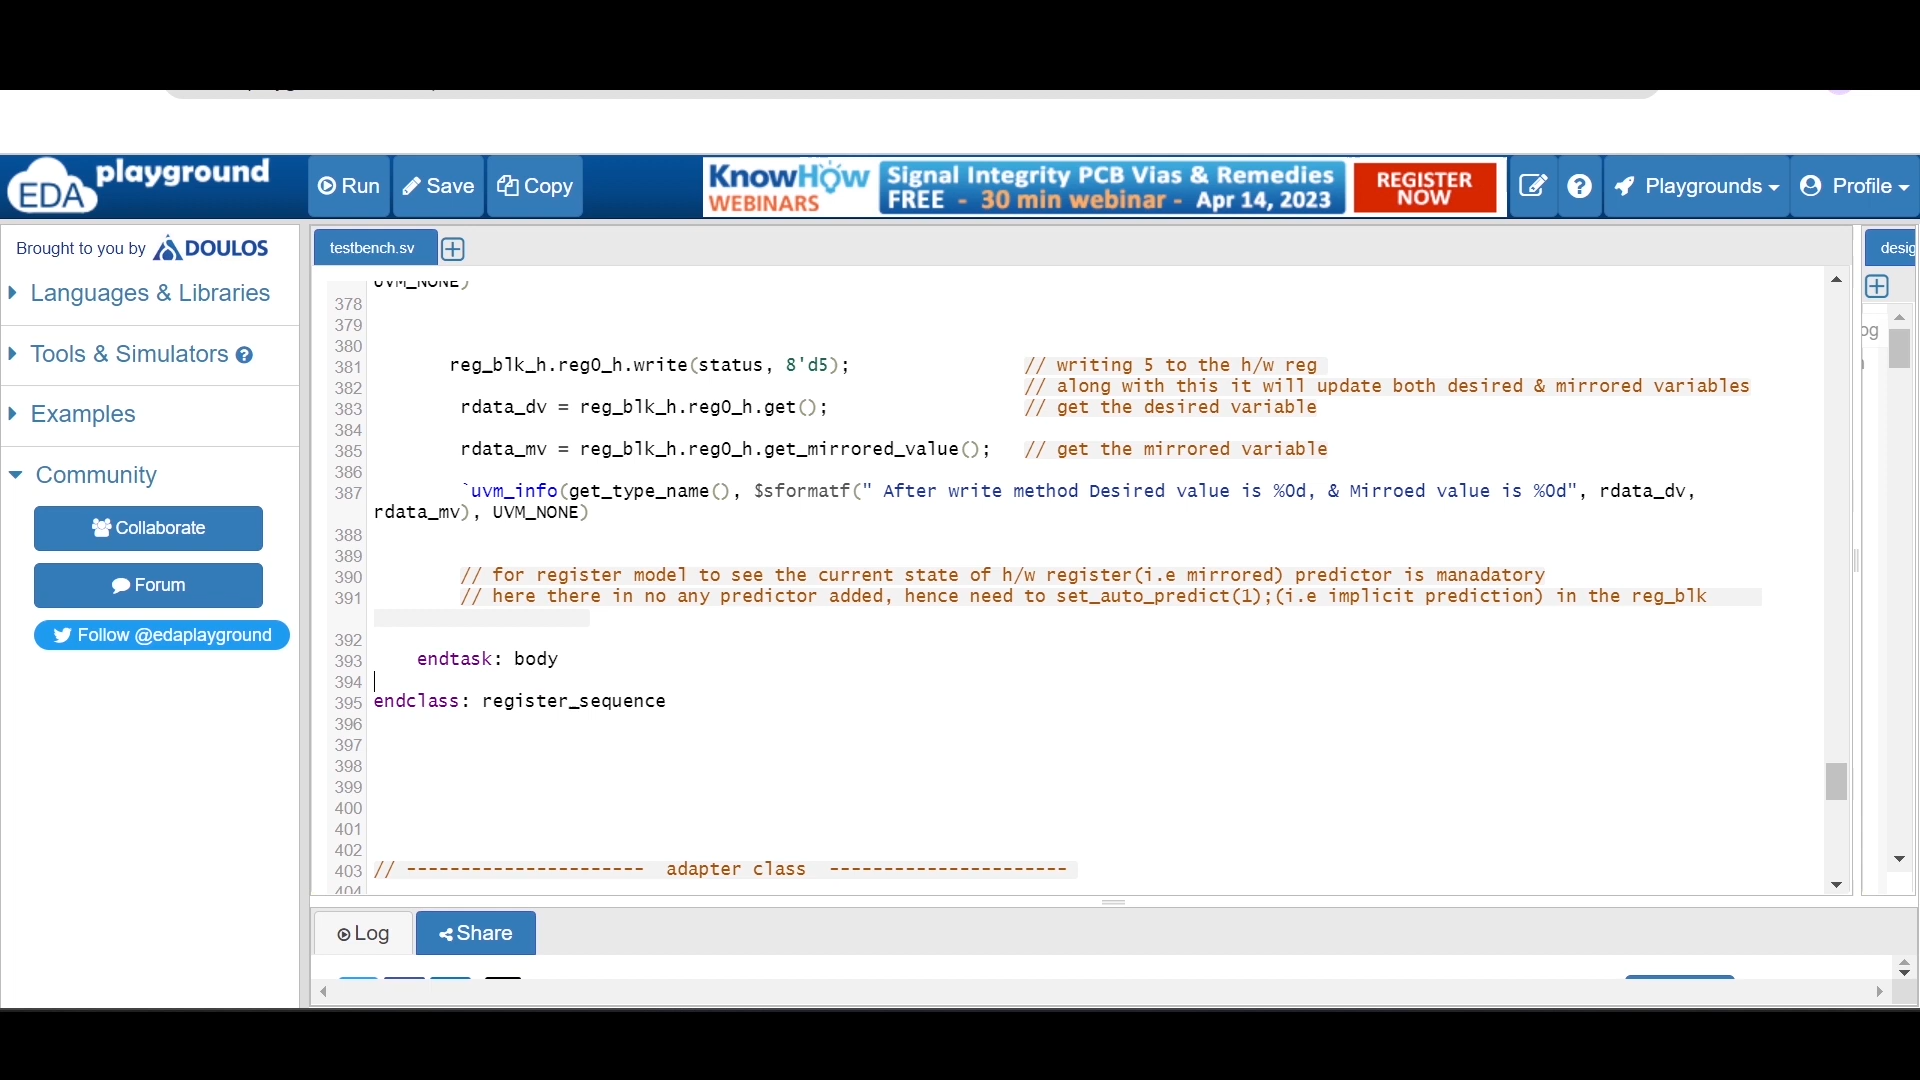 EDA playground
Run
Save
Copy
KnowHow
WEBINARS
Signal Integrity PCB Vias & Remedies
FREE - 30 min webinar - Apr 14, 2023
REGISTER
NOW
Playgrounds
Profile
Brought to you by DOULOS
Languages & Libraries
Tools & Simulators
Examples
Community
Collaborate
Forum
Follow @edaplayground
testbench.sv
desig
og
UVM_NONE)
378
379
380
381 reg_blk_h.reg0_h.write(status, 8'd5); // writing 5 to the h/w reg
382 // along with this it will update both desired & mirrored variables
383 rdata_dv = reg_blk_h.reg0_h.get(); // get the desired variable
384
385 rdata_mv = reg_blk_h.reg0_h.get_mirrored_value(); // get the mirrored variable
386
387 `uvm_info(get_type_name(), $sformatf(" After write method Desired value is %0d, & Mirroed value is %0d", rdata_dv,
rdata_mv), UVM_NONE)
388
389
390 // for register model to see the current state of h/w register(i.e mirrored) predictor is manadatory
391 // here there in no any predictor added, hence need to set_auto_predict(1);(i.e implicit prediction) in the reg_blk
392
393 endtask: body
394
395 endclass: register_sequence
396
397
398
399
400
401
402
403 // ---------------------- adapter class ----------------------
404
Log
Share